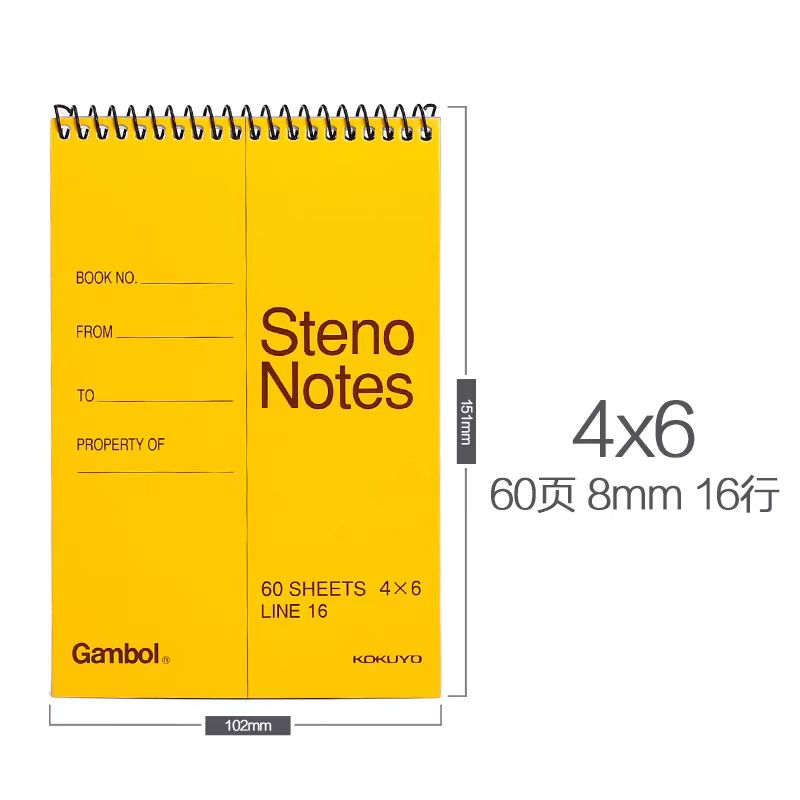 BOOK NO.
FROM
TO
PROPERTY OF
Steno
Notes
60 SHEETS 4×6
LINE 16
Gambol®
KOKUYO
151mm
102mm
4x6
60页 8mm 16行